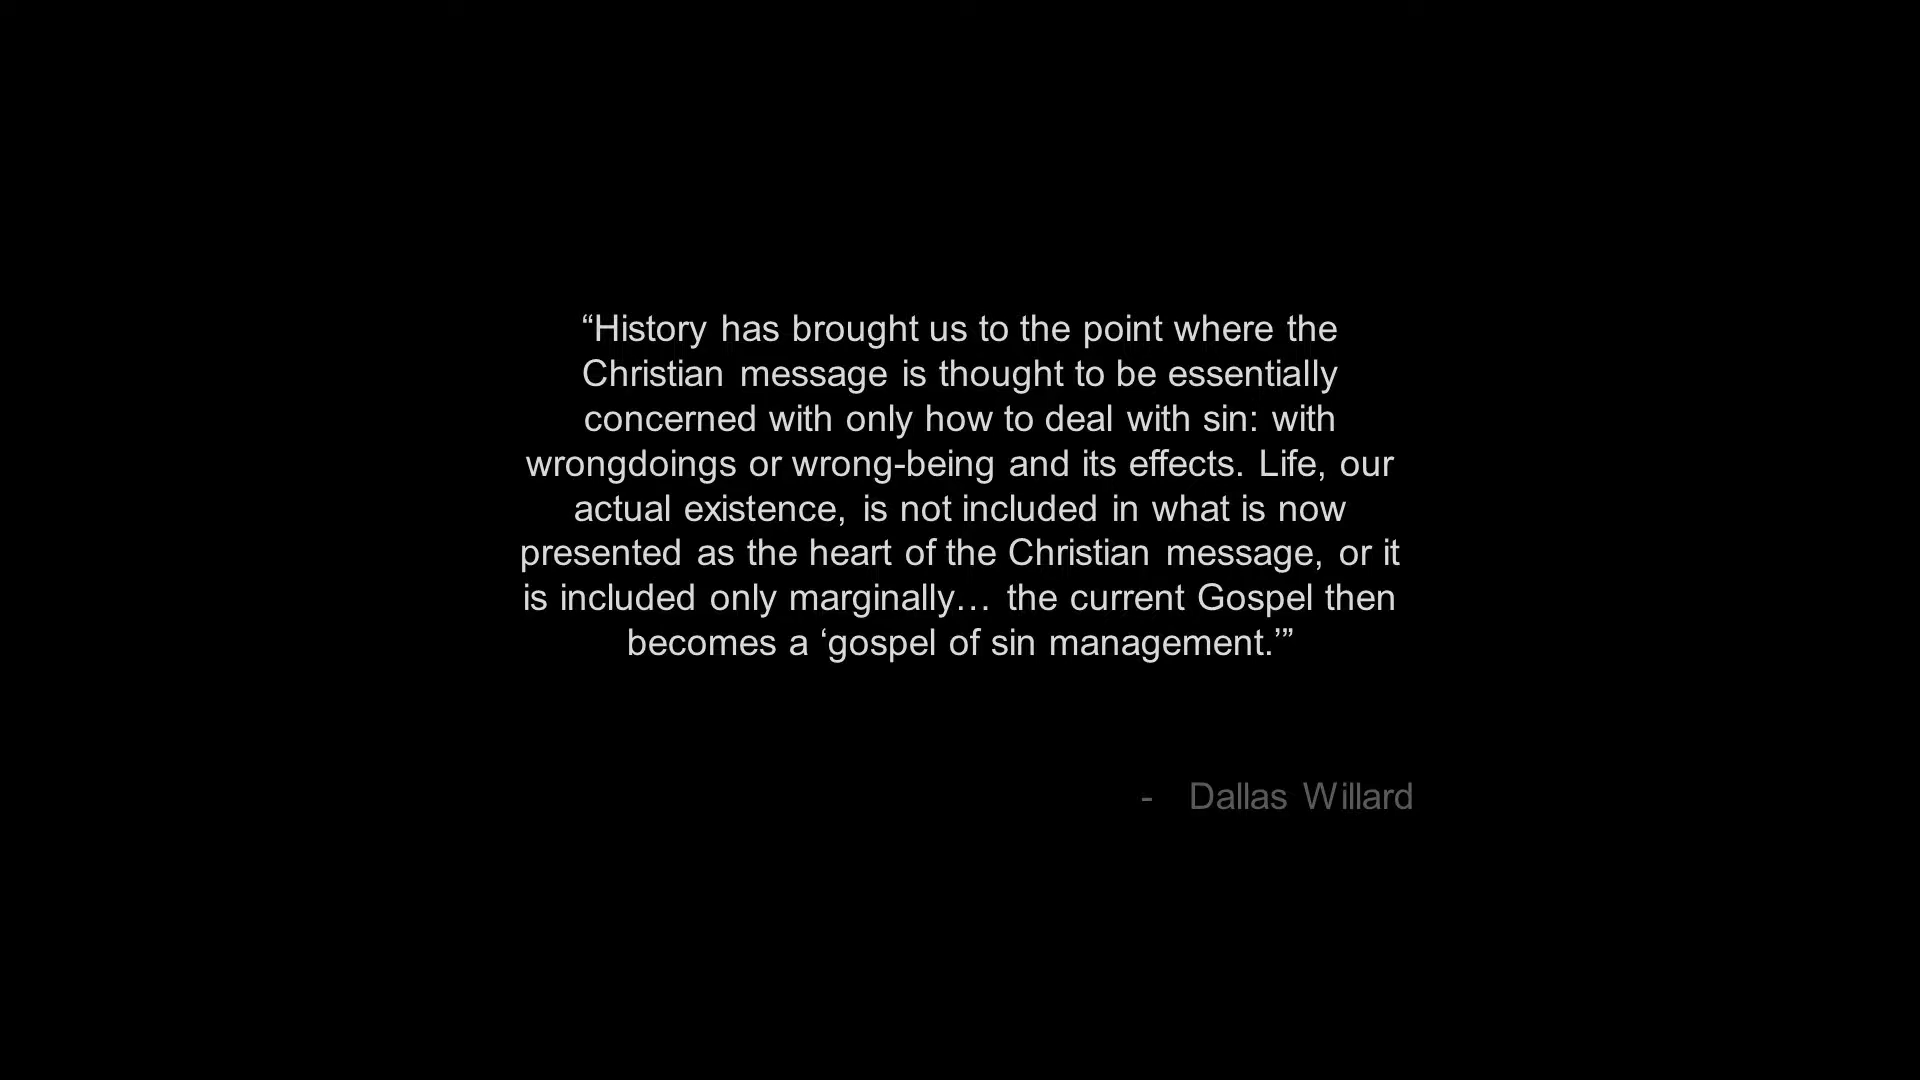 “History has brought us to the point where the
Christian message is thought to be essentially
concerned with only how to deal with sin: with
wrongdoings or wrong-being and its effects. Life, our
actual existence, is not included in what is now
presented as the heart of the Christian message, or it
is included only marginally… the current Gospel then
becomes a ‘gospel of sin management.’”
- Dallas Willard